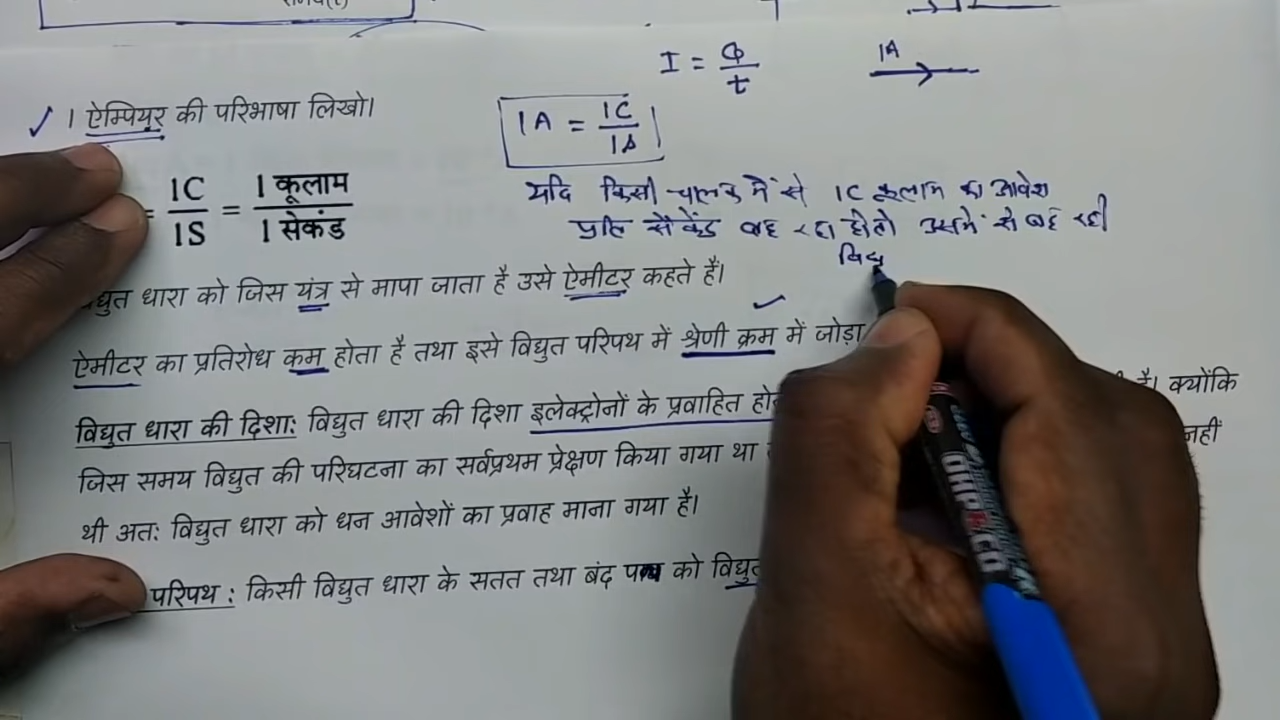 I = Q/t
1A
1 ऐम्पियर की परिभाषा लिखो।
1A = 1C/1s
= 1C/1S = 1 कूलाम/1 सेकंड
यदि किसी चालक में से 1C कूलाम का आवेश
प्रति सेकेंड बह रहा हो तो उसमें से बह रही
विद्यु
विद्युत धारा को जिस यंत्र से मापा जाता है उसे ऐमीटर कहते हैं।
ऐमीटर का प्रतिरोध कम होता है तथा इसे विद्युत परिपथ में श्रेणी क्रम में जोड़ा
विद्युत धारा की दिशा: विद्युत धारा की दिशा इलेक्ट्रोनों के प्रवाहित है। क्योंकि
जिस समय विद्युत की परिघटना का सर्वप्रथम प्रेक्षण किया गया था नहीं
थी अतः विद्युत धारा को धन आवेशों का प्रवाह माना गया है।
परिपथ : किसी विद्युत धारा के सतत तथा बंद पथ को विद्युत